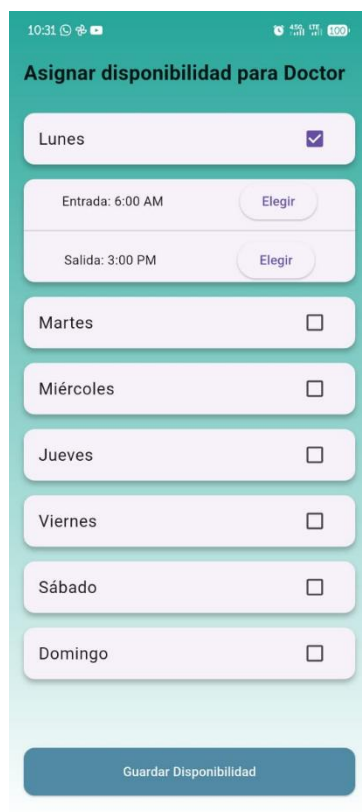 10:31 100
Asignar disponibilidad para Doctor
Lunes
Entrada: 6:00 AM Elegir
Salida: 3:00 PM Elegir
Martes
Miércoles
Jueves
Viernes
Sábado
Domingo
Guardar Disponibilidad